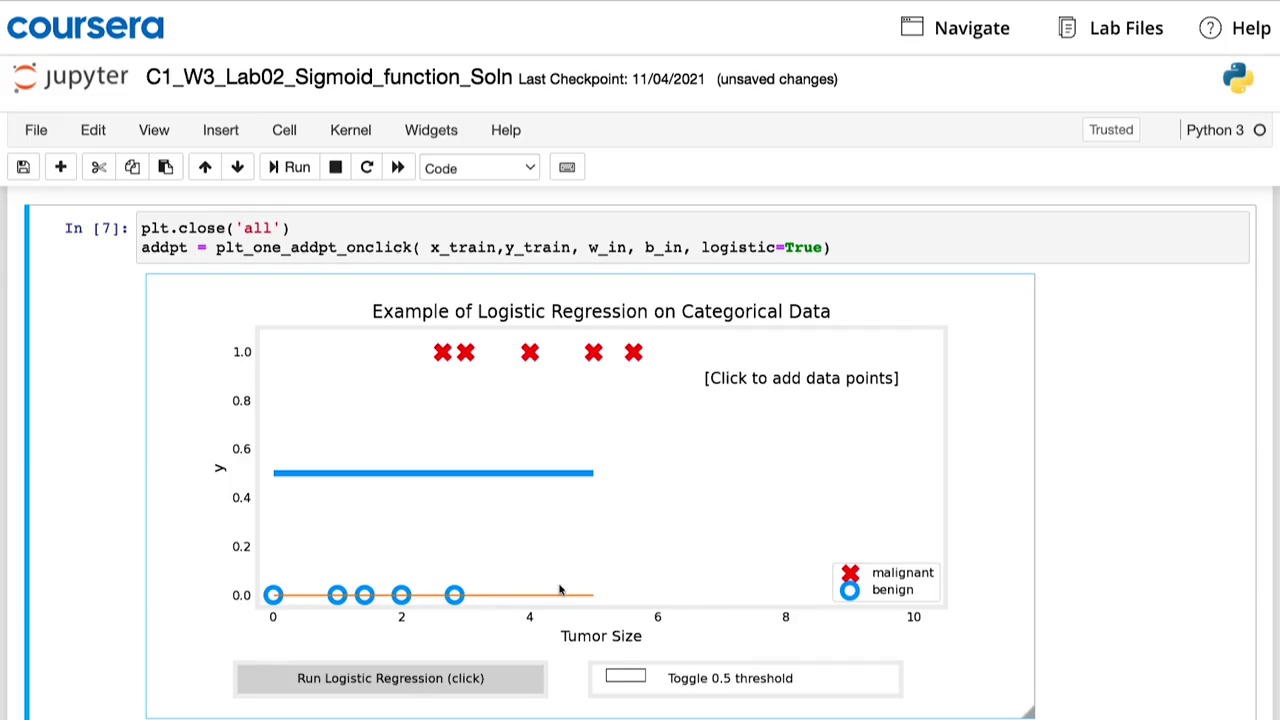 coursera
Navigate
Lab Files
Help
jupyter C1_W3_Lab02_Sigmoid_function_Soln Last Checkpoint: 11/04/2021 (unsaved changes)
File Edit View Insert Cell Kernel Widgets Help
Trusted
Python 3
Run
Code
In [7]: plt.close('all')
addpt = plt_one_addpt_onclick( x_train,y_train, w_in, b_in, logistic=True)
Example of Logistic Regression on Categorical Data
1.0
[Click to add data points]
0.8
0.6
y
0.4
0.2
malignant
benign
0.0
0 2 4 6 8 10
Tumor Size
Run Logistic Regression (click)
Toggle 0.5 threshold